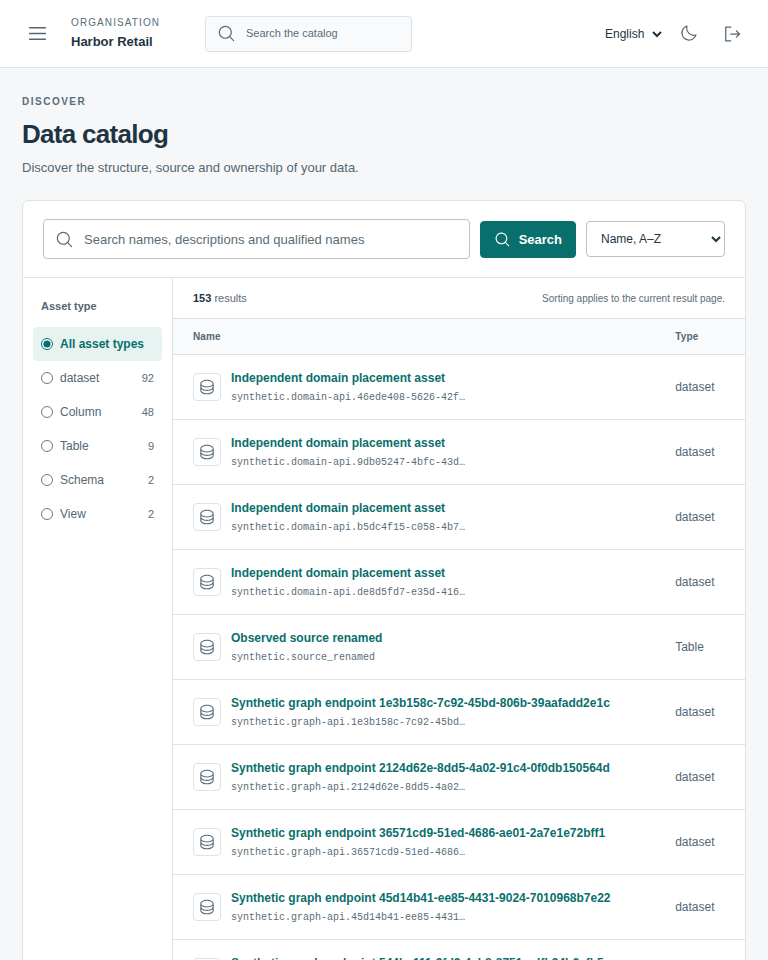 ORGANISATION
Harbor Retail
Search the catalog
English
DISCOVER
Data catalog
Discover the structure, source and ownership of your data.
Search names, descriptions and qualified names
Search
Name, A–Z
Asset type
All asset types
dataset 92
Column 48
Table 9
Schema 2
View 2
153 results
Sorting applies to the current result page.
Name Type
Independent domain placement asset
synthetic.domain-api.46ede408-5626-42f…
dataset
Independent domain placement asset
synthetic.domain-api.9db05247-4bfc-43d…
dataset
Independent domain placement asset
synthetic.domain-api.b5dc4f15-c058-4b7…
dataset
Independent domain placement asset
synthetic.domain-api.de8d5fd7-e35d-416…
dataset
Observed source renamed
synthetic.source_renamed
Table
Synthetic graph endpoint 1e3b158c-7c92-45bd-806b-39aafadd2e1c
synthetic.graph-api.1e3b158c-7c92-45bd…
dataset
Synthetic graph endpoint 2124d62e-8dd5-4a02-91c4-0f0db150564d
synthetic.graph-api.2124d62e-8dd5-4a02…
dataset
Synthetic graph endpoint 36571cd9-51ed-4686-ae01-2a7e1e72bff1
synthetic.graph-api.36571cd9-51ed-4686…
dataset
Synthetic graph endpoint 45d14b41-ee85-4431-9024-7010968b7e22
synthetic.graph-api.45d14b41-ee85-4431…
dataset